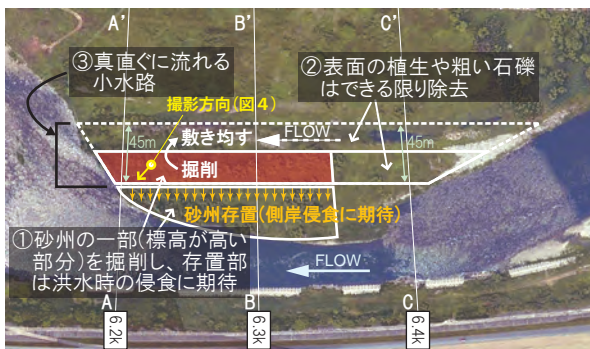 A'
B'
C'
③真直ぐに流れる
小水路
②表面の植生や粗い石礫
はできる限り除去
撮影方向(図4)
45m
敷き均す
FLOW
45m
掘削
砂州存置(側岸侵食に期待)
①砂州の一部(標高が高い
部分)を掘削し、存置部
は洪水時の侵食に期待
FLOW
A
B
C
6.2k
6.3k
6.4k